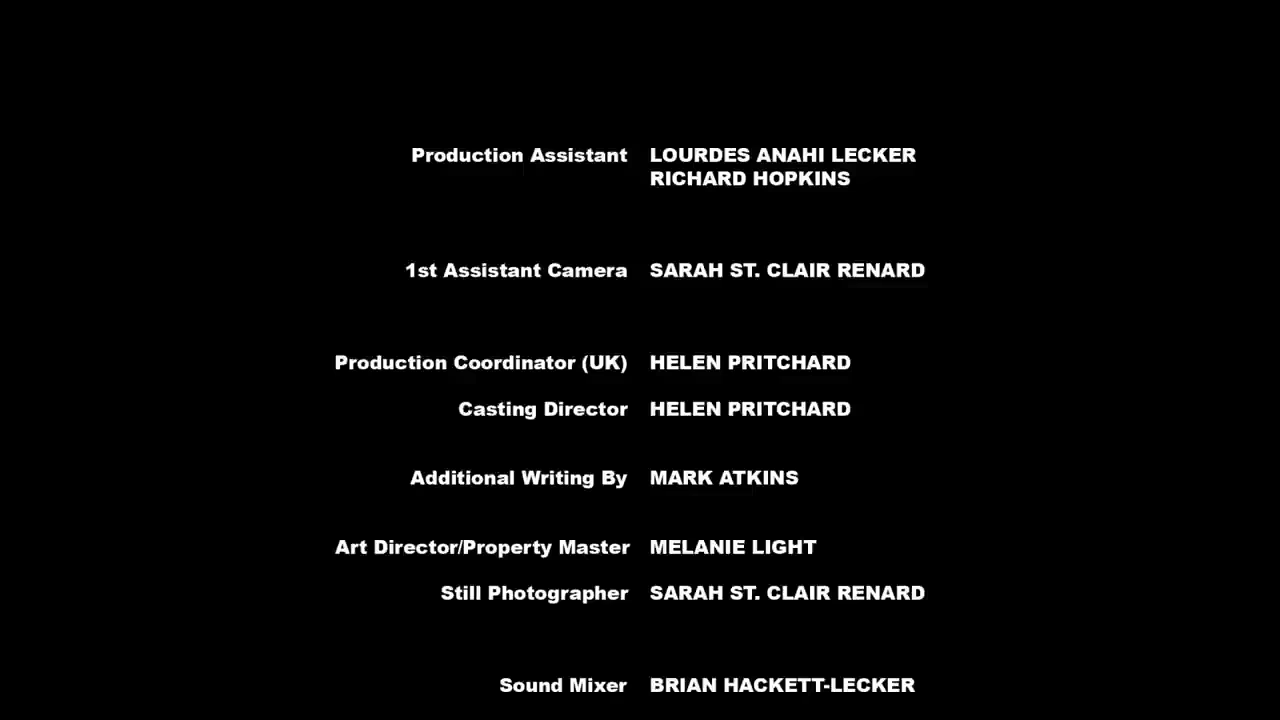 Production Assistant LOURDES ANAHI LECKER
RICHARD HOPKINS
1st Assistant Camera SARAH ST. CLAIR RENARD
Production Coordinator (UK) HELEN PRITCHARD
Casting Director HELEN PRITCHARD
Additional Writing By MARK ATKINS
Art Director/Property Master MELANIE LIGHT
Still Photographer SARAH ST. CLAIR RENARD
Sound Mixer BRIAN HACKETT-LECKER